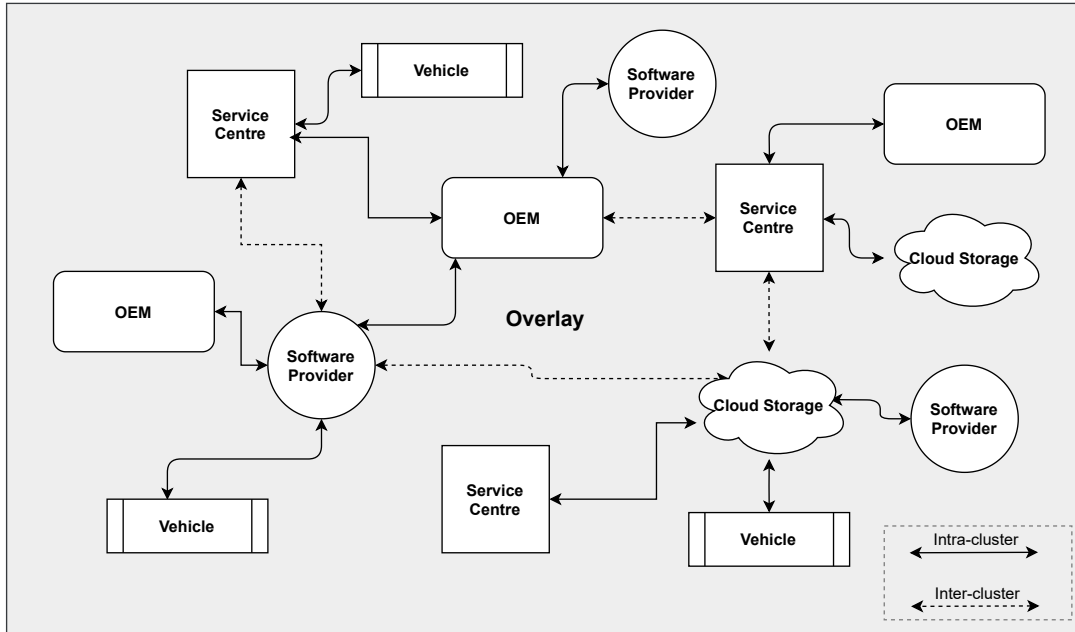 Vehicle
Software
Provider
Service
Centre
OEM
Service
Centre
OEM
Cloud Storage
OEM
Overlay
Software
Provider
Cloud Storage
Software
Provider
Service
Centre
Vehicle
Vehicle
Intra-cluster
Inter-cluster